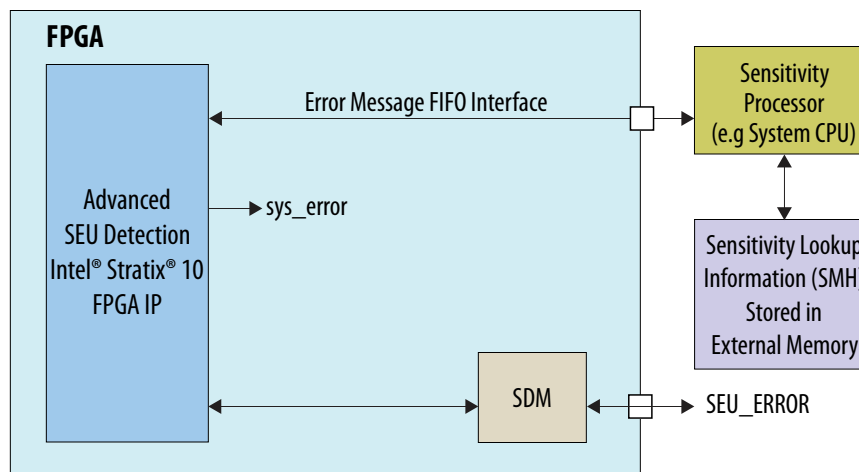 FPGA
Error Message FIFO Interface
Sensitivity
Processor
(e.g System CPU)
Advanced
SEU Detection
Intel® Stratix® 10
FPGA IP
sys_error
Sensitivity Lookup
Information (SMH)
Stored in
External Memory
SDM
SEU_ERROR